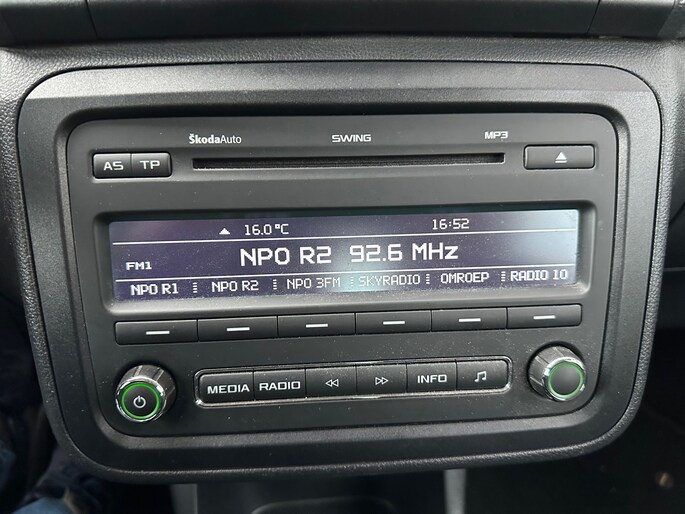 ŠkodaAuto SWING MP3
AS TP
16.0°C 16:52
NPO R2 92.6 MHz
FM1
NPO R1 NPO R2 NPO 3FM SKYRADIO OMROEP RADIO 10
MEDIA RADIO INFO